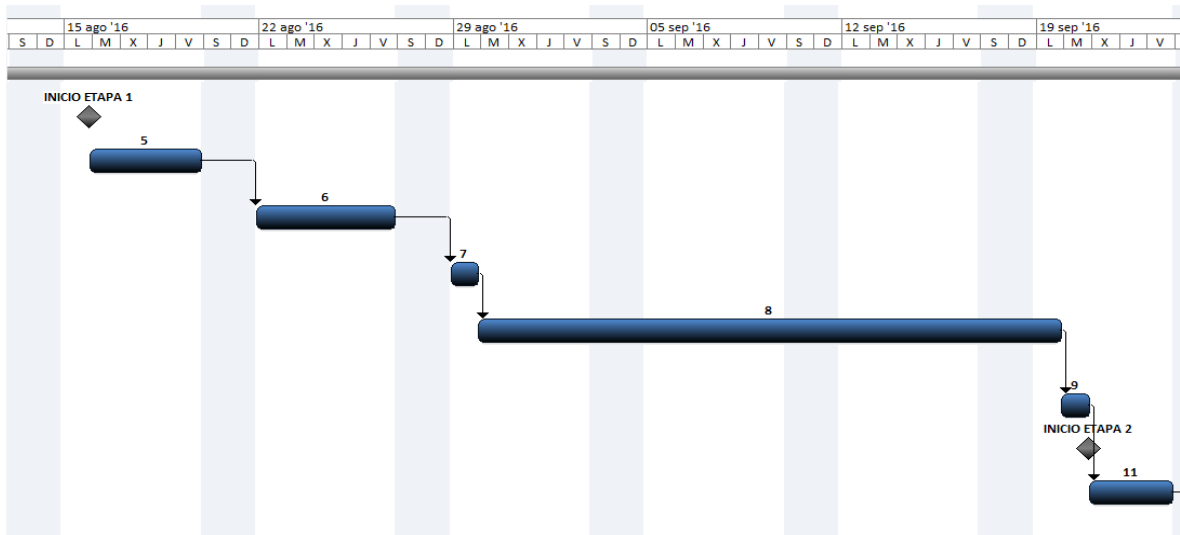 15 ago '16 22 ago '16 29 ago '16 05 sep '16 12 sep '16 19 sep '16
S D L M X J V S D L M X J V S D L M X J V S D L M X J V S D L M X J V S D L M X J V
INICIO ETAPA 1
5
6
7
8
9
INICIO ETAPA 2
11